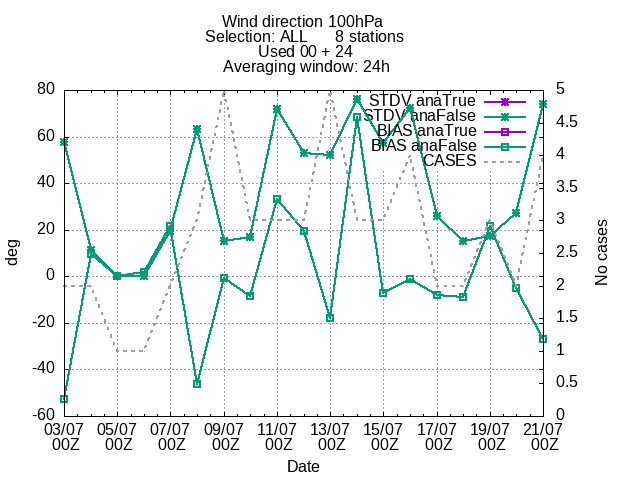 Wind direction 100hPa
Selection: ALL 8 stations
Used 00 + 24
Averaging window: 24h
STDV anaTrue
STDV anaFalse
BIAS anaTrue
BIAS anaFalse
CASES
80
60
40
20
0
-20
-40
-60
deg
5
4.5
4
3.5
3
2.5
2
1.5
1
0.5
0
No cases
03/07 05/07 07/07 09/07 11/07 13/07 15/07 17/07 19/07 21/07
00Z 00Z 00Z 00Z 00Z 00Z 00Z 00Z 00Z 00Z
Date